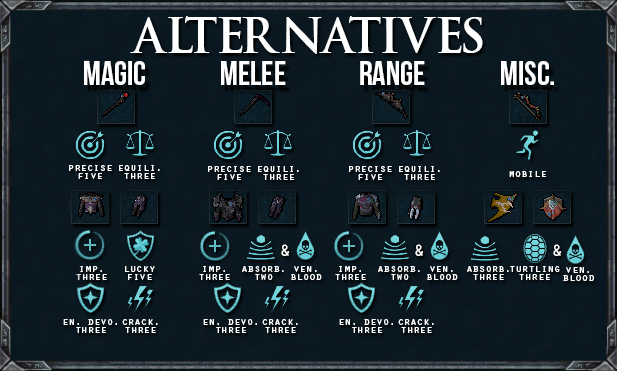 ALTERNATIVES
MAGIC MELEE RANGE MISC.
PRECISE FIVE
EQUILI. THREE
PRECISE FIVE
EQUILI. THREE
PRECISE FIVE
EQUILI. THREE
MOBILE
IMP. THREE
LUCKY FIVE
IMP. THREE
ABSORB. TWO
&
VEN. BLOOD
IMP. THREE
ABSORB. TWO
&
VEN. BLOOD
ABSORB. THREE
TURTLING THREE
&
VEN. BLOOD
EN. DEVO. THREE
CRACK. THREE
EN. DEVO. THREE
CRACK. THREE
EN. DEVO. THREE
CRACK. THREE